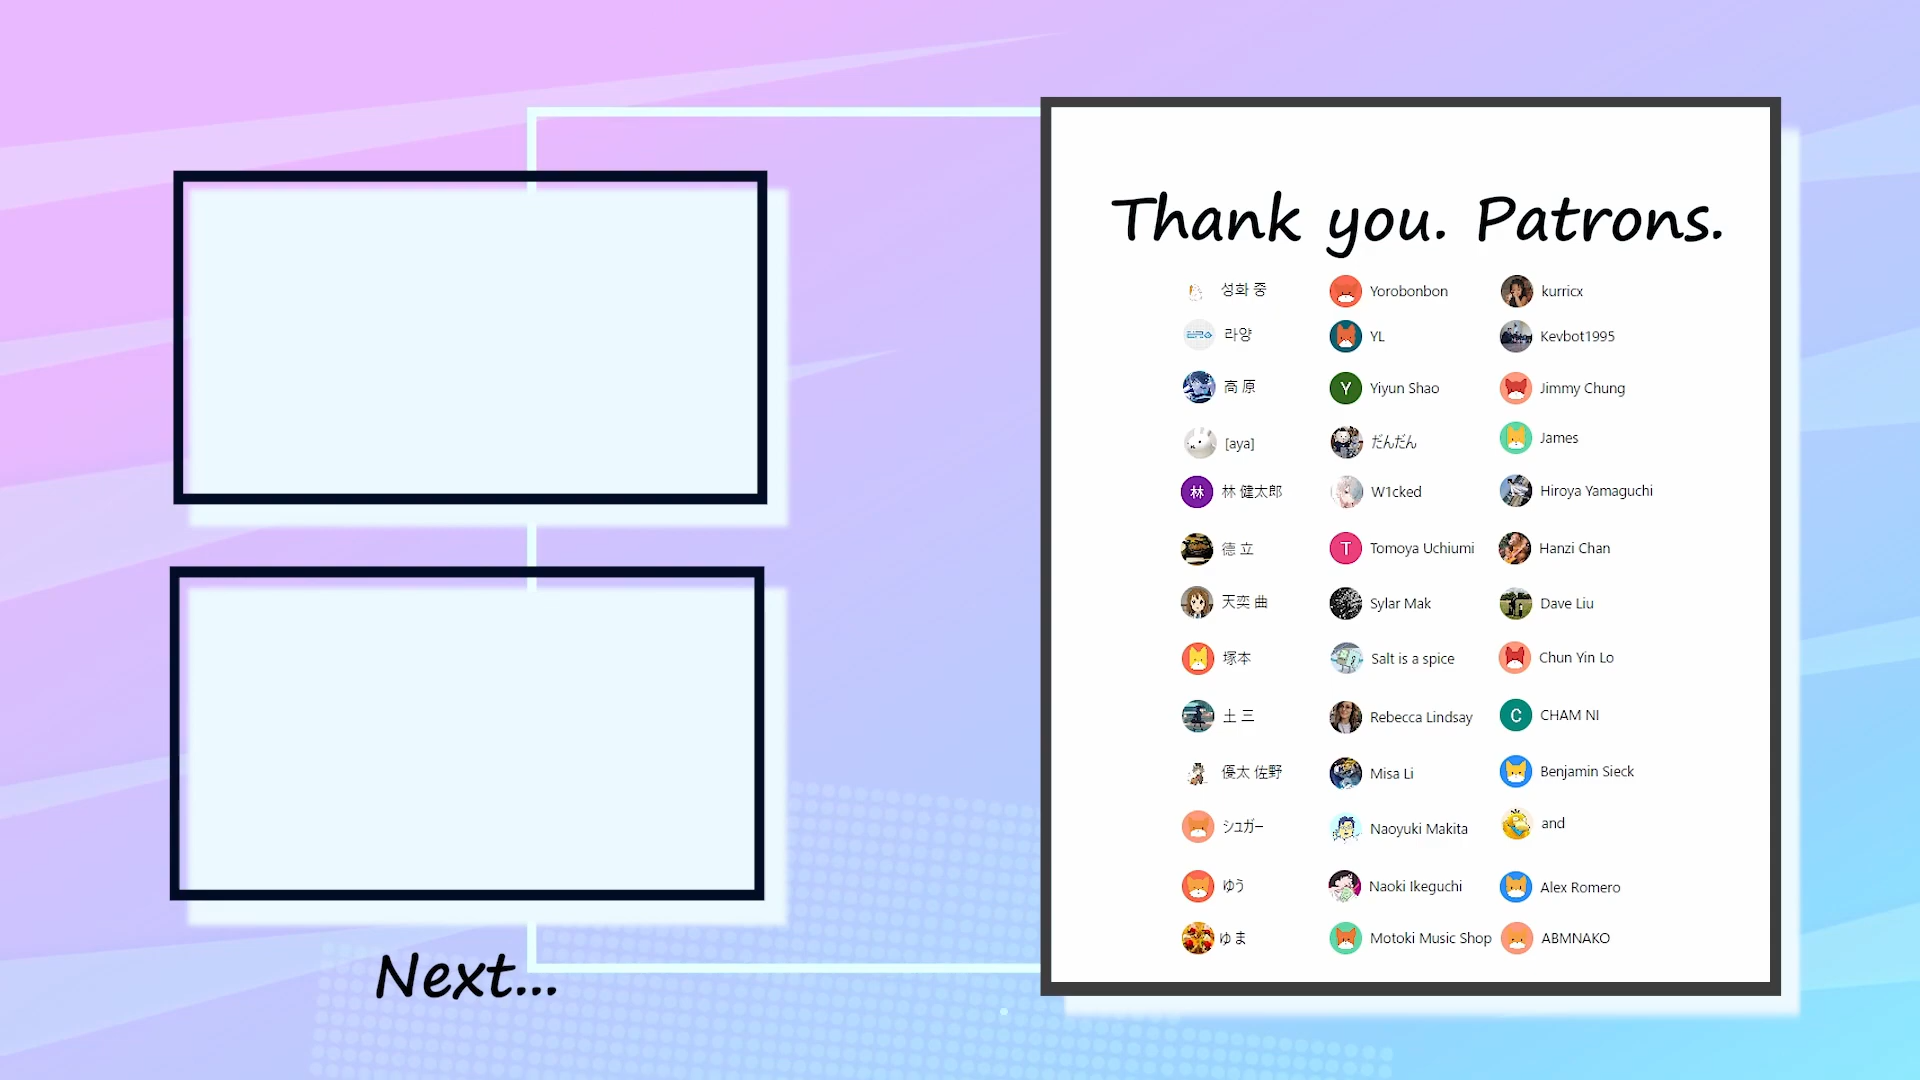 Thank you. Patrons.
성화 중 Yorobonbon kurricx
라양 YL Kevbot1995
高 原 Y Yiyun Shao Jimmy Chung
[aya] だんだん James
林 林 健太郎 W1cked Hiroya Yamaguchi
德 立 T Tomoya Uchiumi Hanzi Chan
天奕 曲 Sylar Mak Dave Liu
塚本 Salt is a spice Chun Yin Lo
土 三 Rebecca Lindsay C CHAM NI
優太 佐野 Misa Li Benjamin Sieck
シュガー Naoyuki Makita and
ゆう Naoki Ikeguchi Alex Romero
ゆ ま Motoki Music Shop ABMNAKO
Next...